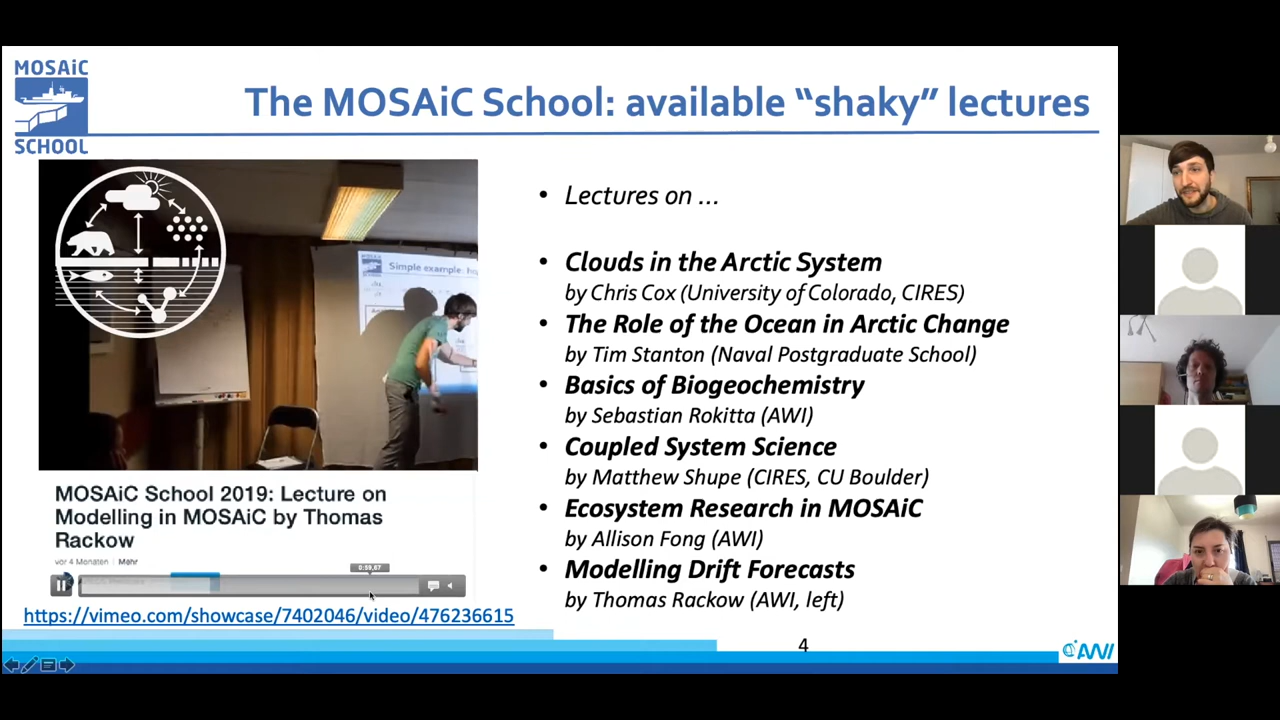 MOSAiC
SCHOOL
The MOSAiC School: available “shaky” lectures
Simple example:
MOSAiC School 2019: Lecture on
Modelling in MOSAiC by Thomas
Rackow
vor 4 Monaten | Mehr
https://vimeo.com/showcase/7402046/video/476236615
• Lectures on ...
• Clouds in the Arctic System
by Chris Cox (University of Colorado, CIRES)
• The Role of the Ocean in Arctic Change
by Tim Stanton (Naval Postgraduate School)
• Basics of Biogeochemistry
by Sebastian Rokitta (AWI)
• Coupled System Science
by Matthew Shupe (CIRES, CU Boulder)
• Ecosystem Research in MOSAiC
by Allison Fong (AWI)
• Modelling Drift Forecasts
by Thomas Rackow (AWI, left)
4
AWI